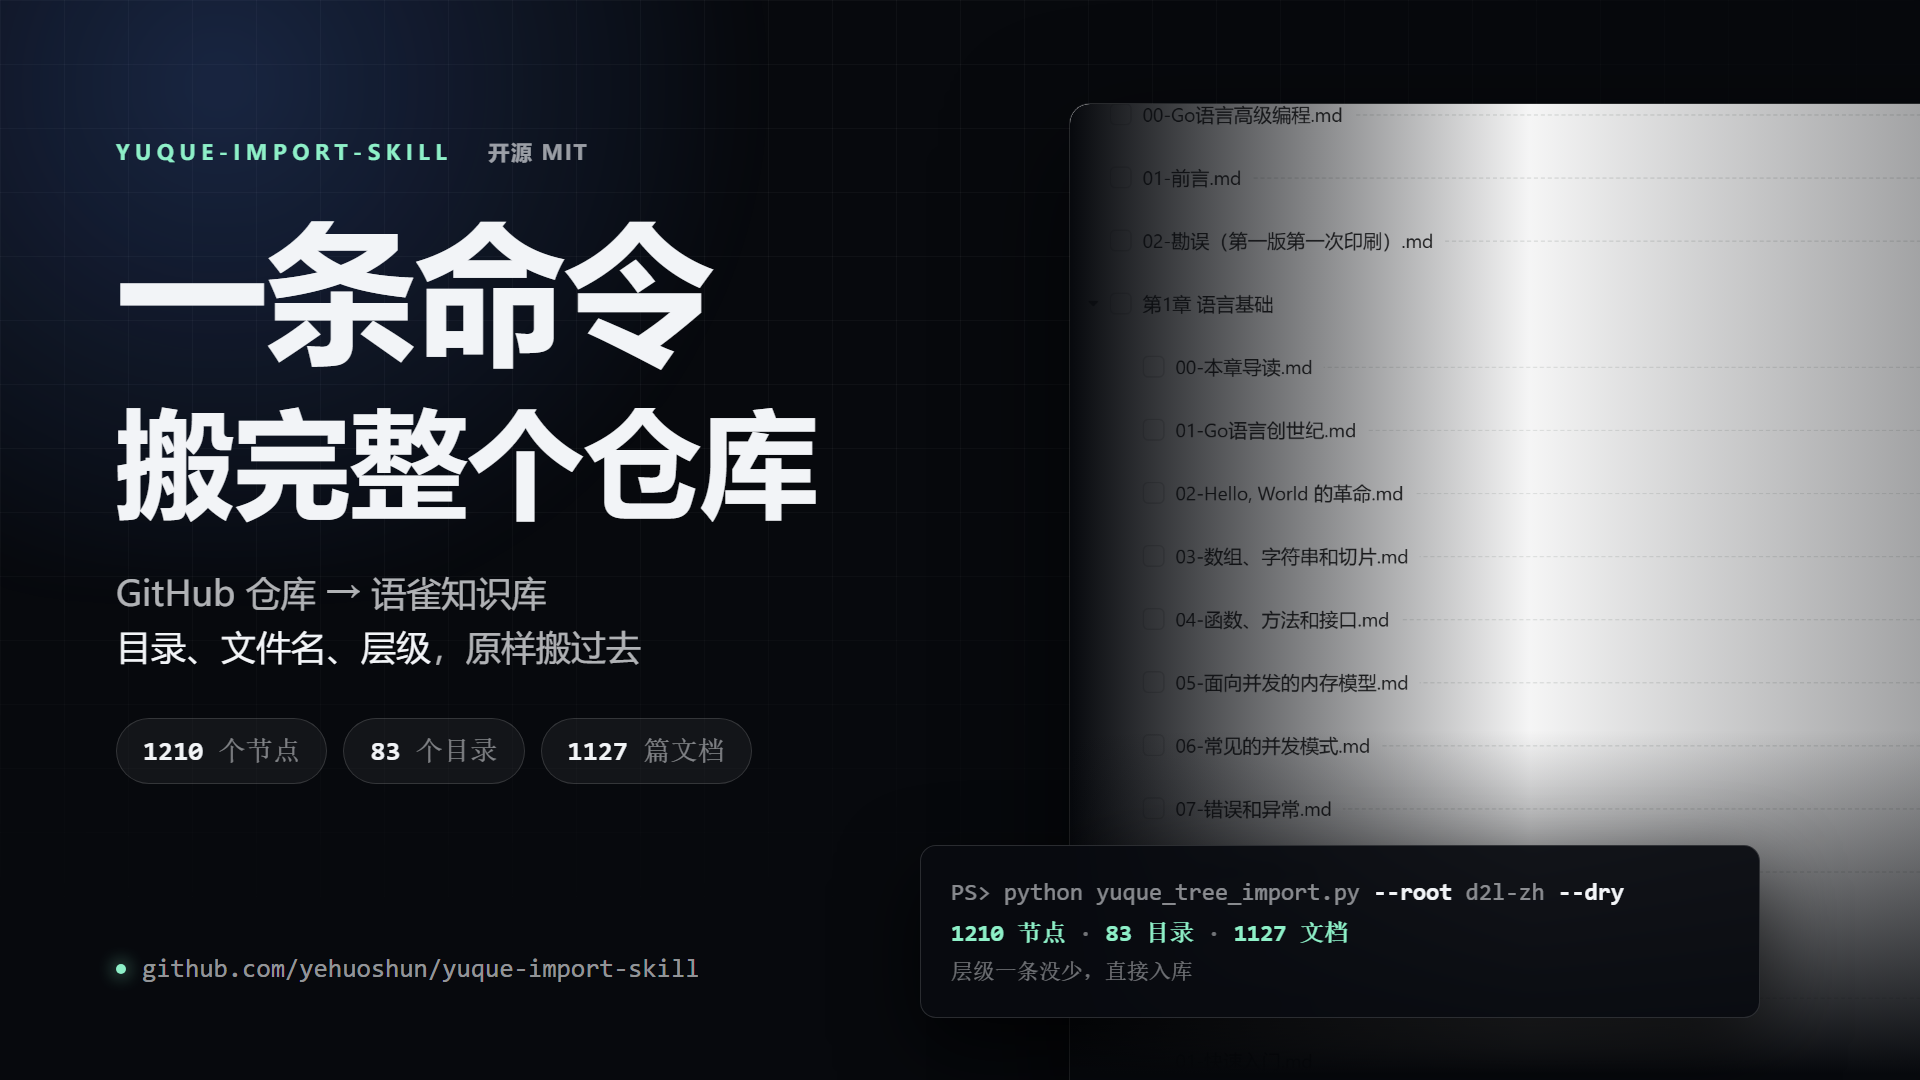 YUQUE-IMPORT-SKILL 开源 MIT
一条命令
搬完整个仓库
GitHub 仓库 → 语雀知识库
目录、文件名、层级，原样搬过去
1210 个节点 83 个目录 1127 篇文档
github.com/yehuoshun/yuque-import-skill
00-Go语言高级编程.md
01-前言.md
02-勘误（第一版第一次印刷）.md
第1章 语言基础
00-本章导读.md
01-Go语言创世纪.md
02-Hello, World 的革命.md
03-数组、字符串和切片.md
04-函数、方法和接口.md
05-面向并发的内存模型.md
06-常见的并发模式.md
07-错误和异常.md
PS> python yuque_tree_import.py --root d2l-zh --dry
1210 节点 · 83 目录 · 1127 文档
层级一条没少，直接入库